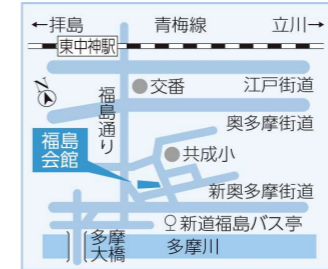 ←拝島 青梅線 立川→
東中神駅
N
交番 江戸街道
福島通り
奥多摩街道
福島
会館
共成小
新奥多摩街道
新道福島バス亭
多摩
大橋
多摩川